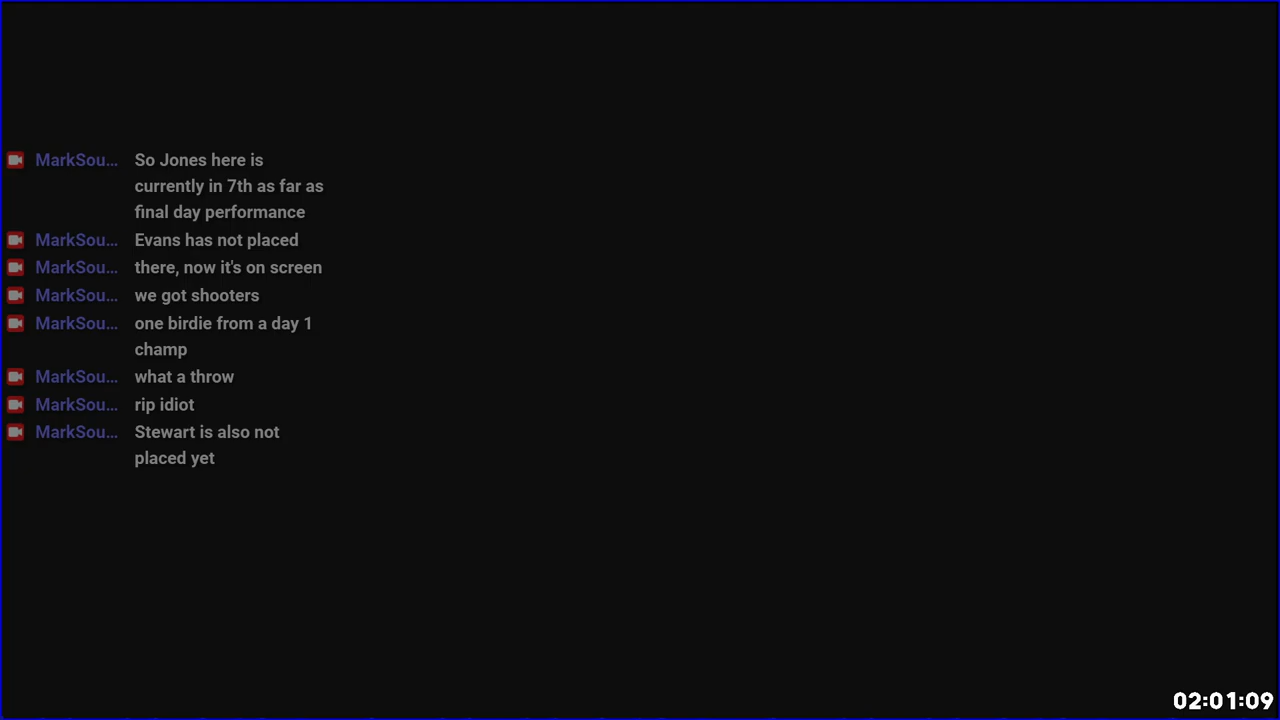 MarkSou... So Jones here is
currently in 7th as far as
final day performance
MarkSou... Evans has not placed
MarkSou... there, now it's on screen
MarkSou... we got shooters
MarkSou... one birdie from a day 1
champ
MarkSou... what a throw
MarkSou... rip idiot
MarkSou... Stewart is also not
placed yet
02:01:09